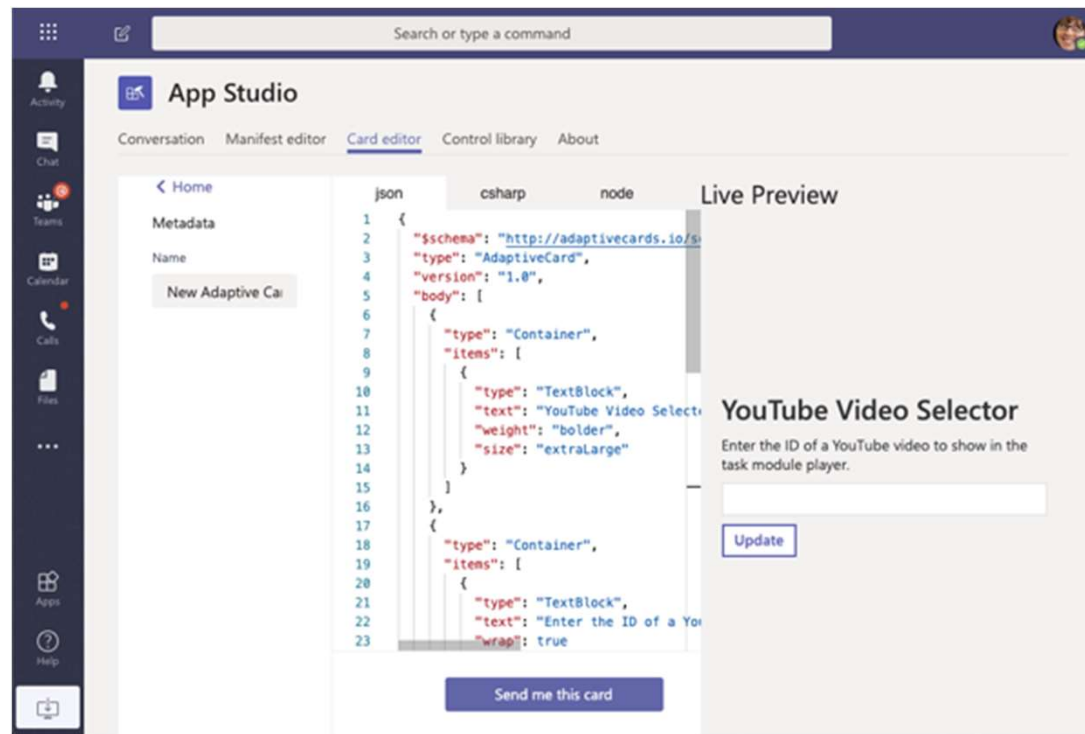 Search or type a command
Activity
Chat
Teams
Calendar
Calls
Files
Apps
Help
App Studio
Conversation Manifest editor Card editor Control library About
Home
Metadata
Name
New Adaptive Ca
json csharp node
1 {
2 "$schema": "http://adaptivecards.io/s
3 "type": "AdaptiveCard",
4 "version": "1.0",
5 "body": [
6 {
7 "type": "Container",
8 "items": [
9 {
10 "type": "TextBlock",
11 "text": "YouTube Video Selecto
12 "weight": "bolder",
13 "size": "extraLarge"
14 }
15 ]
16 },
17 {
18 "type": "Container",
19 "items": [
20 {
21 "type": "TextBlock",
22 "text": "Enter the ID of a You
23 "wrap": true
Send me this card
Live Preview
YouTube Video Selector
Enter the ID of a YouTube video to show in the
task module player.
Update